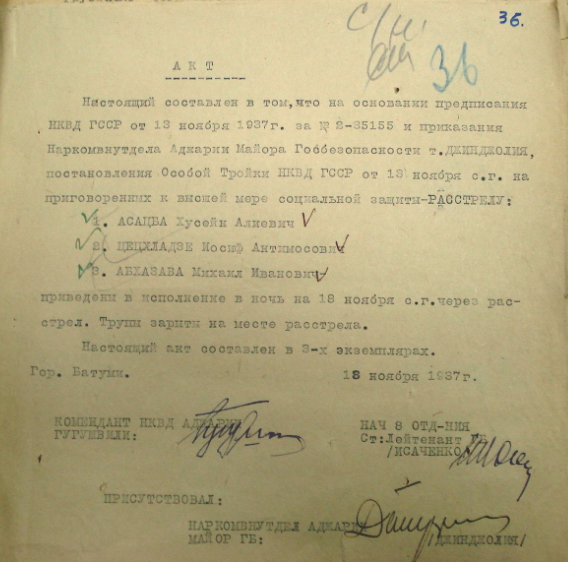 36.
36
А К Т
Настоящий составлен в том,что на основании предписания
НКВД ГССР от 13 ноября 1937г. за № 2-35155 и приказания
Наркомвнутдела Аджарии Майора Госбезопасности т.ДЖИНДЖОЛИЯ,
постановления Особой Тройки НКВД ГССР от 13 ноября с.г. на
приговоренных к высшей мере социальной защиты-РАССТРЕЛУ:
1. АСАЦБА Хусейн Алиевич
2. ЦЕЦХЛАДЗЕ Иосиф Антимосович
3. АБХАЗАВА Михаил Иванович
приведены в исполнение в ночь на 18 ноября с.г.через рас-
стрел. Трупы зарыты на месте расстрела.
Настоящий акт составлен в 3-х экземплярах.
Гор. Батуми. 18 ноября 1937г.
КОМЕНДАНТ НКВД АДЖАРИИ
ГУГУШВИЛИ:
НАЧ 8 ОТД-НИЯ
Ст:Лейтенант ГБ
/ИСАЧЕНКО
ПРИСУТСТВОВАЛ:
НАРКОМВНУТДЕЛ АДЖАРИИ
МАЙОР ГБ: /ДЖИНДЖОЛИЯ/